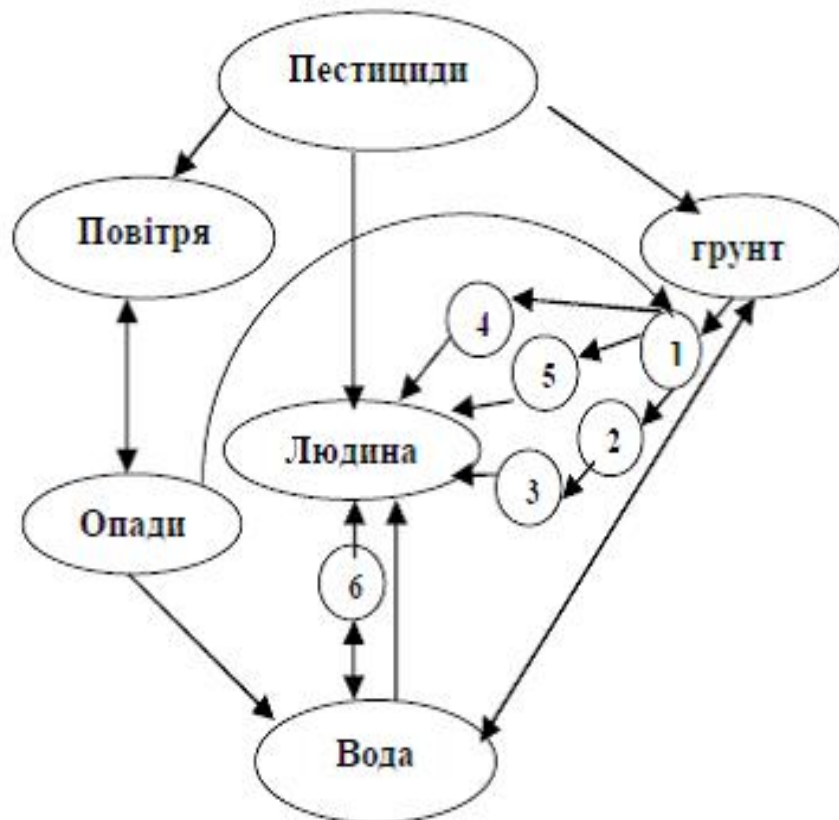 Пестициди
Повітря
грунт
4
1
5
2
Людина
3
Опади
6
Вода